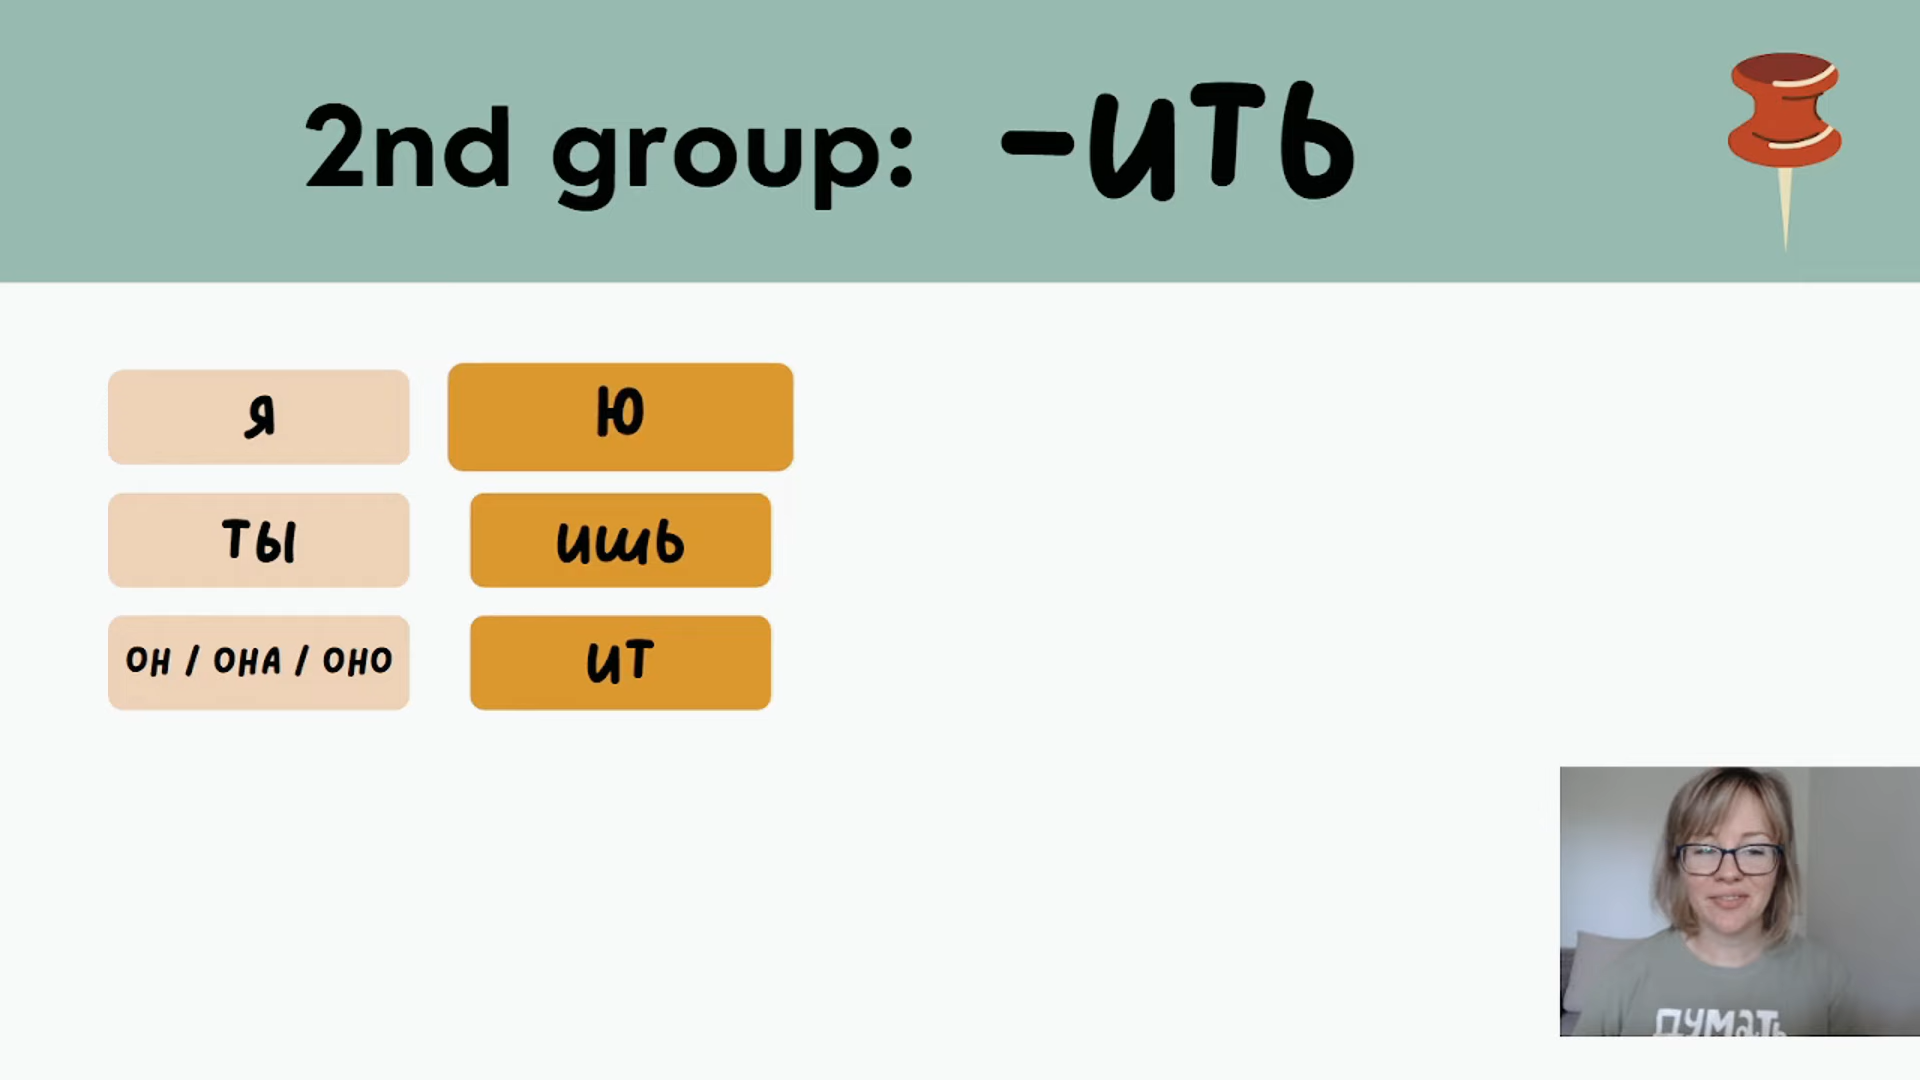 2nd group: -ить
Я Ю
ТЫ ИШЬ
ОН / ОНА / ОНО ИТ
ДУМАТЬ